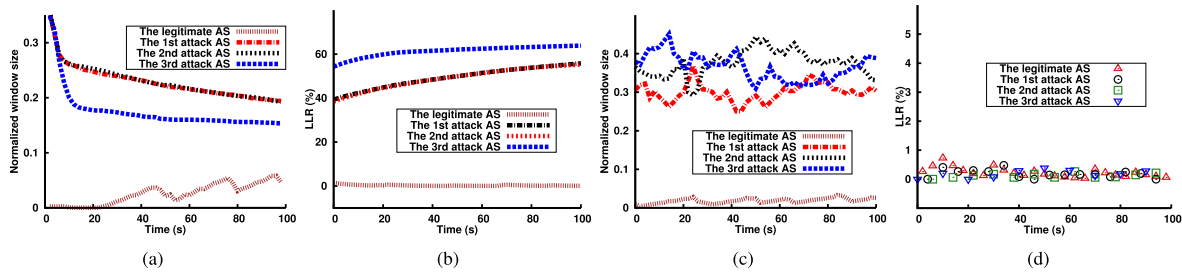 Normalized window size
0.3
0.2
0.1
0
0 20 40 60 80 100
Time (s)
The legitimate AS
The 1st attack AS
The 2nd attack AS
The 3rd attack AS
(a)
LLR (%)
60
40
20
0
0 20 40 60 80 100
Time (s)
The legitimate AS
The 1st attack AS
The 2nd attack AS
The 3rd attack AS
(b)
Normalized window size
0.5
0.4
0.3
0.2
0.1
0
0 20 40 60 80 100
Time (s)
The legitimate AS
The 1st attack AS
The 2nd attack AS
The 3rd attack AS
(c)
LLR (%)
5
4
3
2
1
0
0 20 40 60 80 100
Time (s)
The legitimate AS
The 1st attack AS
The 2nd attack AS
The 3rd attack AS
(d)